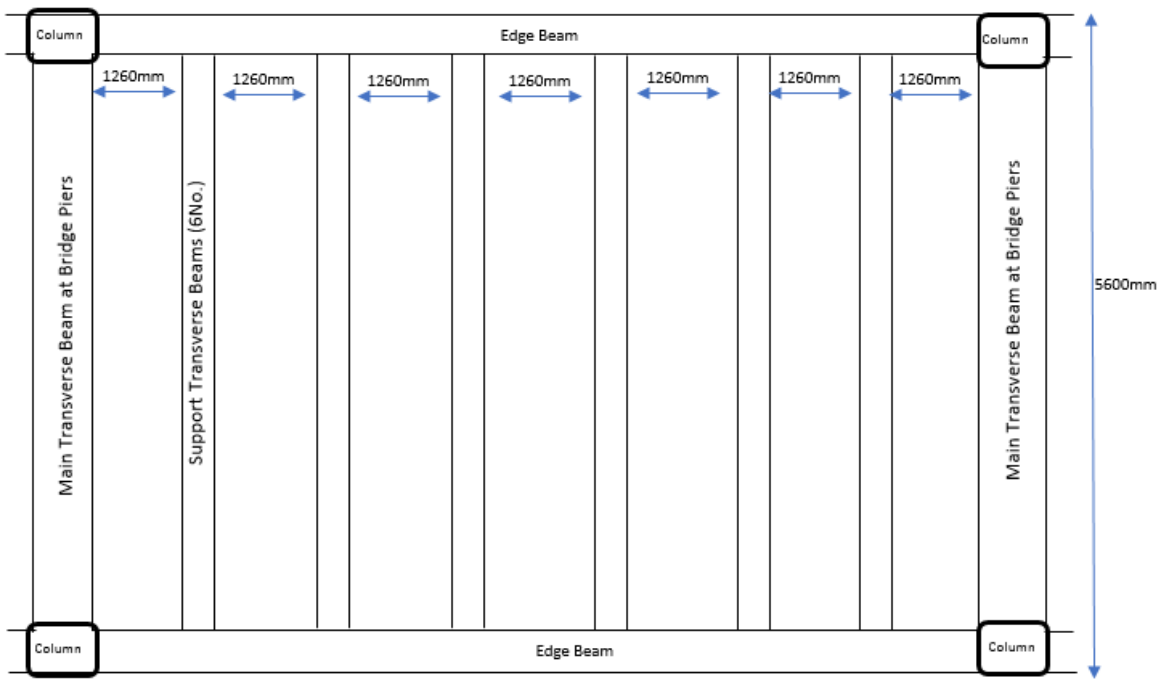 Column
Edge Beam
Column
1260mm
1260mm
1260mm
1260mm
1260mm
1260mm
1260mm
Main Transverse Beam at Bridge Piers
Support Transverse Beams (6No.)
Main Transverse Beam at Bridge Piers
5600mm
Column
Edge Beam
Column